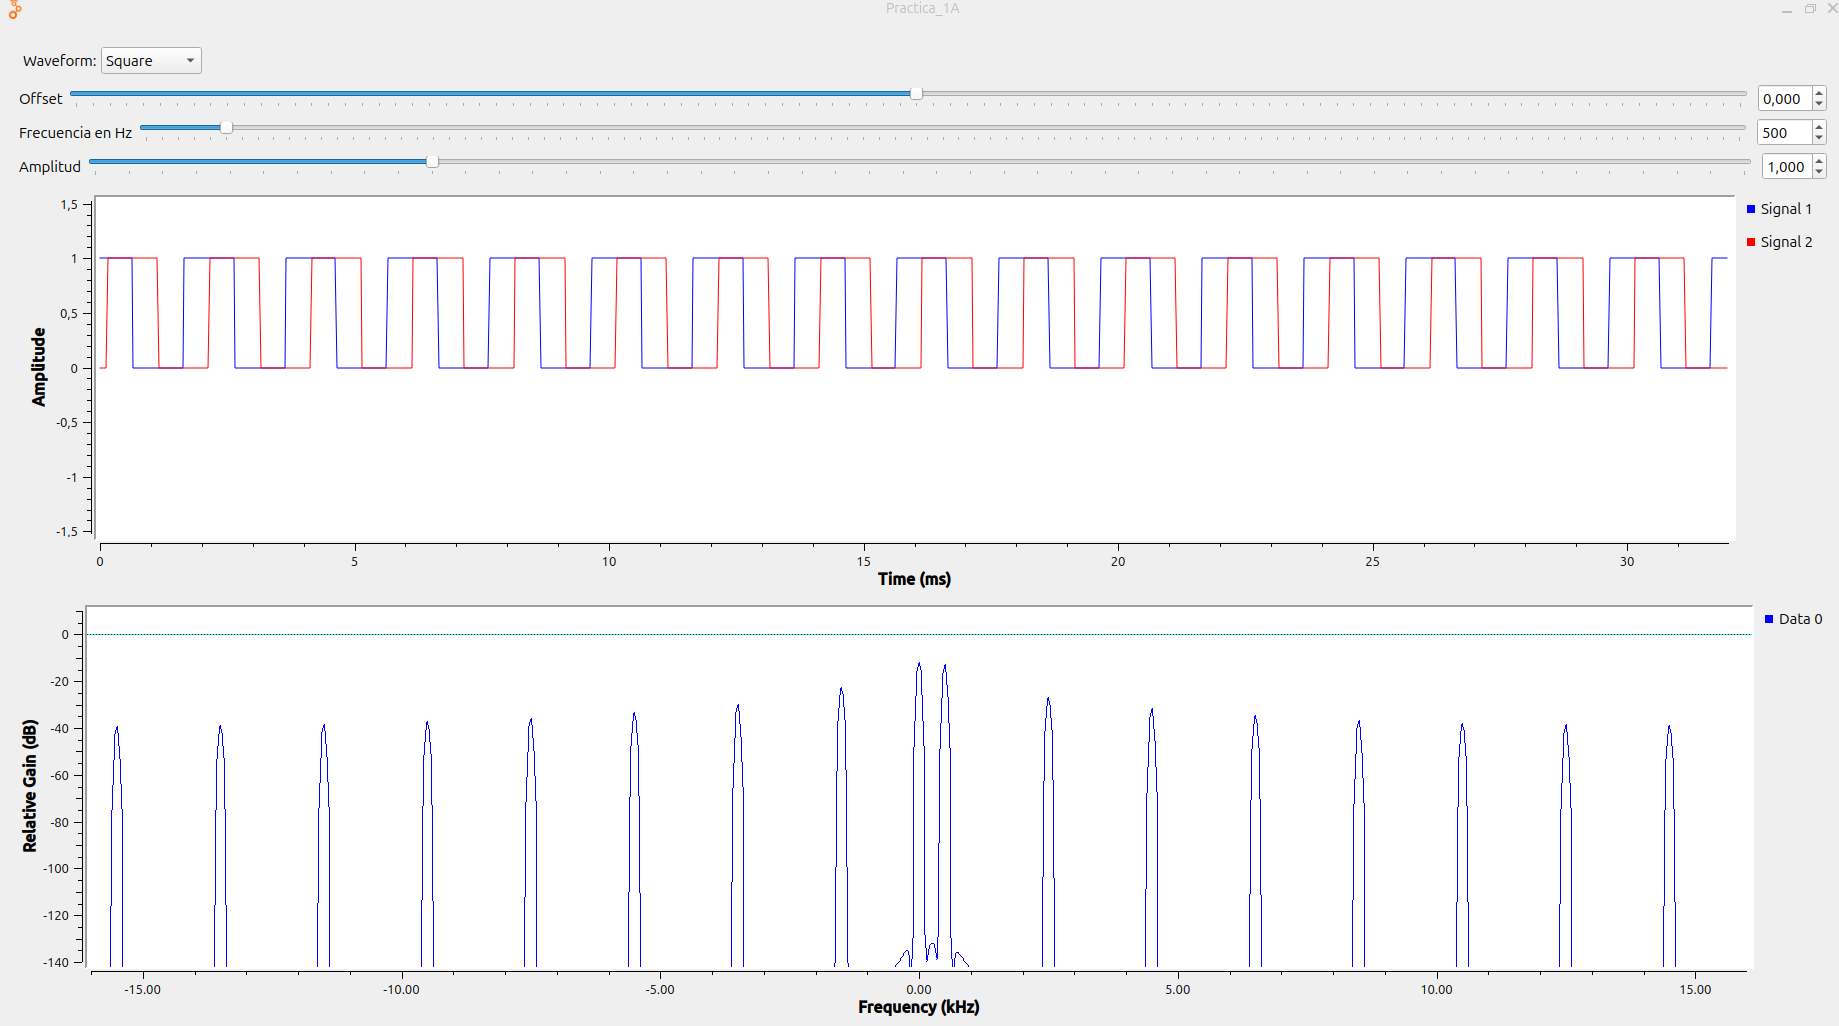 Practica_1A
Waveform: Square
Offset 0,000
Frecuencia en Hz 500
Amplitud 1,000
1,5
1
0,5
0
-0,5
-1
-1,5
Amplitude
0 5 10 15 20 25 30
Time (ms)
Signal 1
Signal 2
0
-20
-40
-60
-80
-100
-120
-140
Relative Gain (dB)
-15.00 -10.00 -5.00 0.00 5.00 10.00 15.00
Frequency (kHz)
Data 0